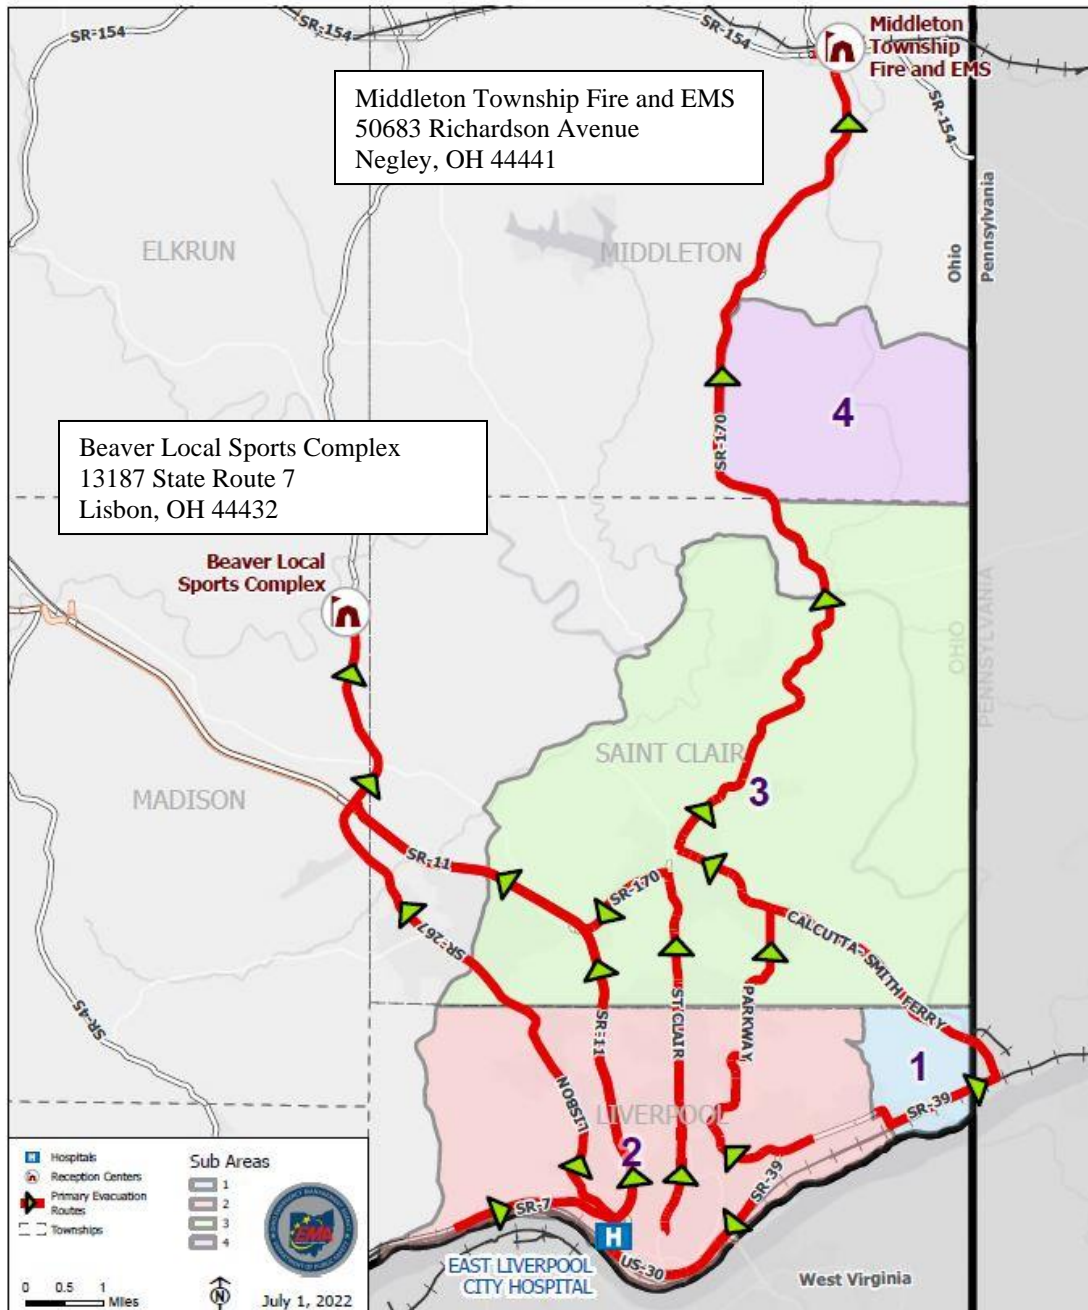 SR-154
SR-154
SR-154
Middleton
Township
Fire and EMS
SR-154
Middleton Township Fire and EMS
50683 Richardson Avenue
Negley, OH 44441
ELKRUN
MIDDLETON
Ohio
Pennsylvania
4
SR-170
Beaver Local Sports Complex
13187 State Route 7
Lisbon, OH 44432
Beaver Local
Sports Complex
OHIO
PENNSYLVANIA
SAINT CLAIR
3
MADISON
SR-11
SR-170
SR-267
CALCUTTA-SMITH FERRY
SR-45
SR-11
ST CLAIR
PARKWAY
1
LISBON
LIVERPOOL
SR-39
2
SR-39
SR-7
H
EAST LIVERPOOL
CITY HOSPITAL
US-30
West Virginia
H Hospitals
Reception Centers
Primary Evacuation
Routes
Townships
Sub Areas
1
2
3
4
EMA
0 0.5 1
Miles
N
July 1, 2022